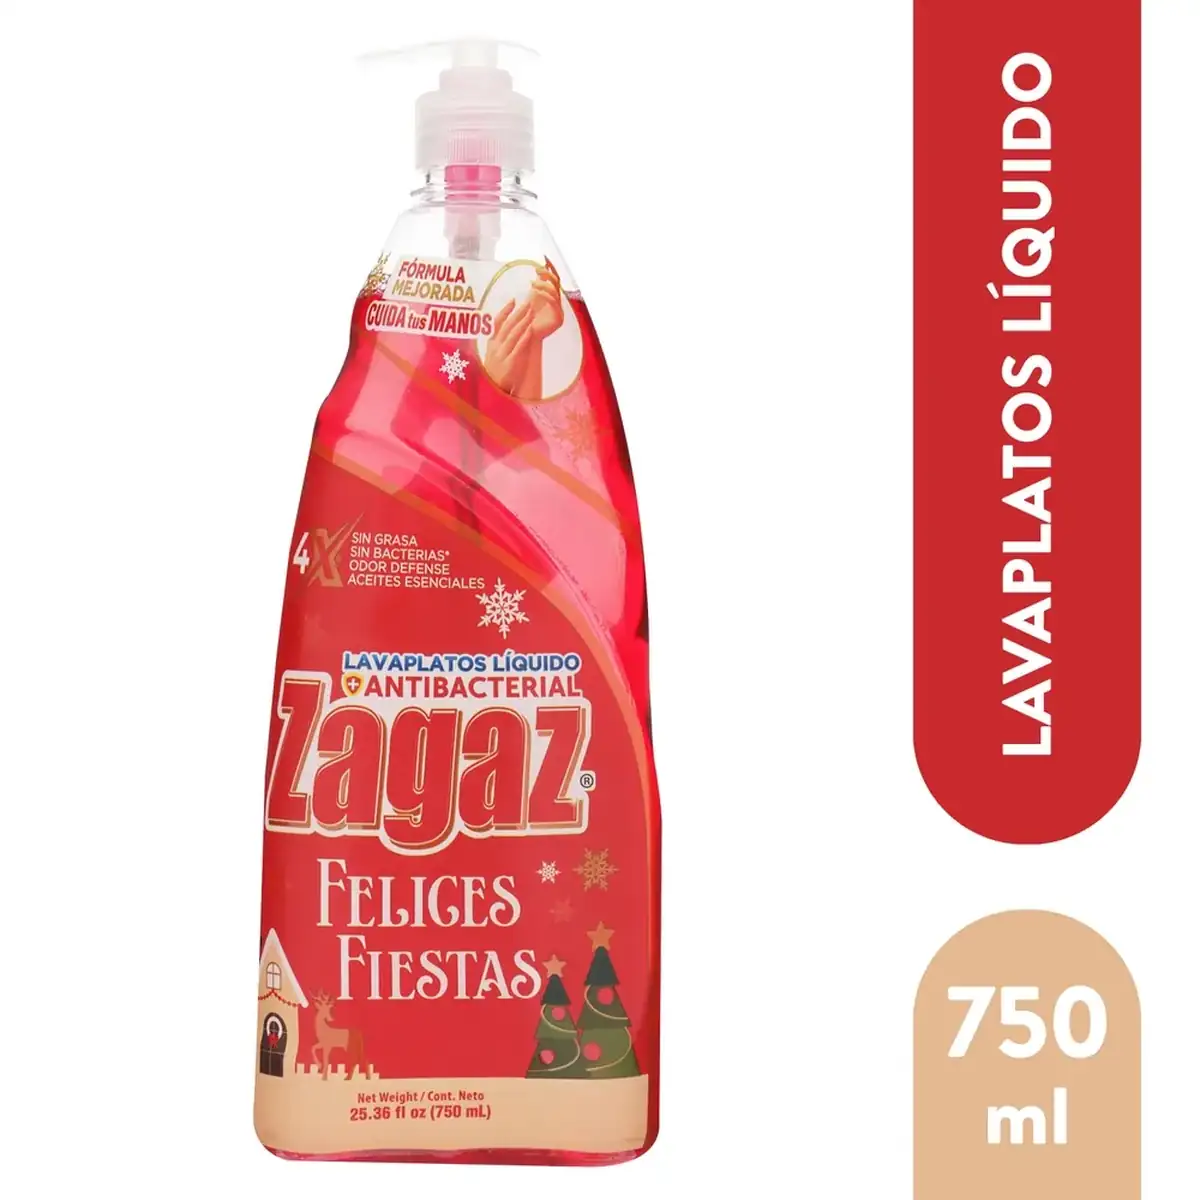 FÓRMULA
MEJORADA
CUIDA tus MANOS
4X
SIN GRASA
SIN BACTERIAS*
ODOR DEFENSE
ACEITES ESENCIALES
LAVAPLATOS LÍQUIDO
ANTIBACTERIAL
Zagaz®
FELICES
FIESTAS
Net Weight / Cont. Neto
25.36 fl oz (750 mL)
LAVAPLATOS LÍQUIDO
750
ml